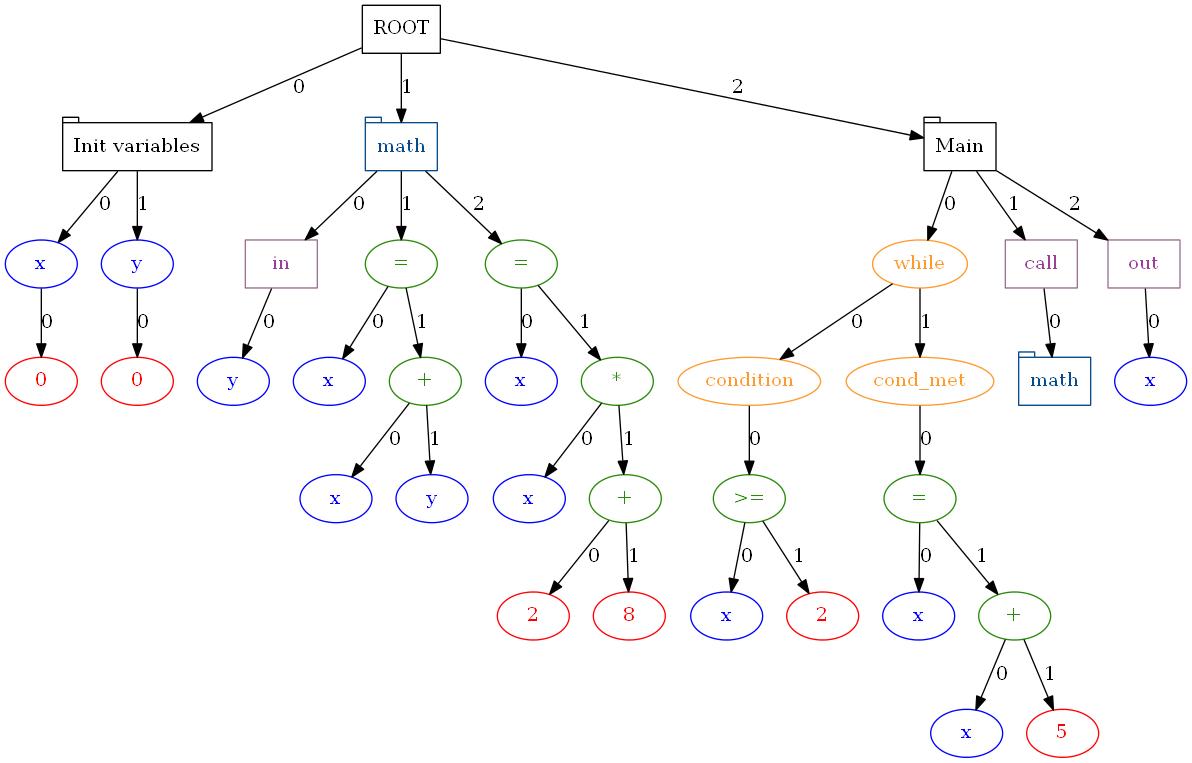 ROOT
0 1 2
Init variables math Main
0 1 0 1 2 0 1 2
x y in = = while call out
0 0 0 0 1 0 1 0 1 0 0
0 0 y x + x * condition cond_met math x
0 1 0 1 0 0
x y x + >= =
0 1 0 1 0 1
2 8 x 2 x +
0 1
x 5